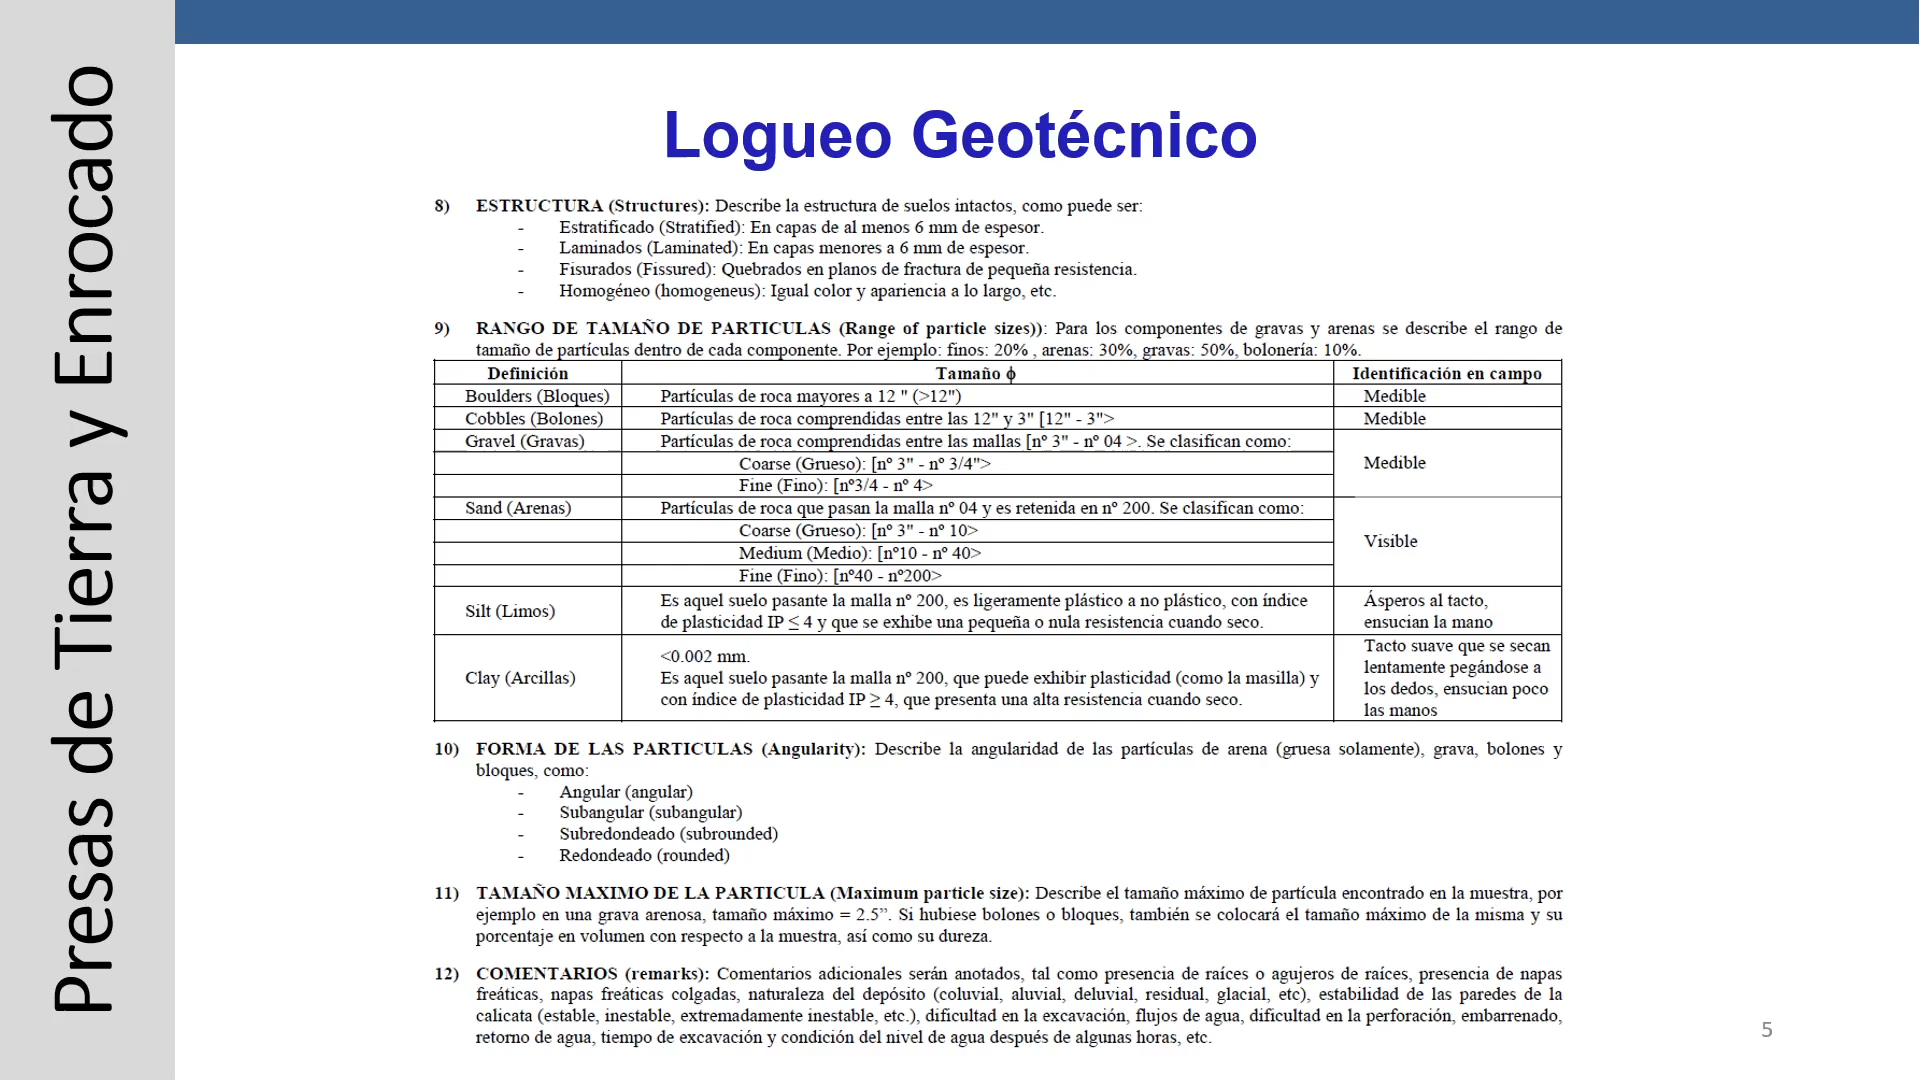 Presas de Tierra y Enrocado
Logueo Geotécnico
8) ESTRUCTURA (Structures): Describe la estructura de suelos intactos, como puede ser:
- Estratificado (Stratified): En capas de al menos 6 mm de espesor.
- Laminados (Laminated): En capas menores a 6 mm de espesor.
- Fisurados (Fissured): Quebrados en planos de fractura de pequeña resistencia.
- Homogéneo (homogeneus): Igual color y apariencia a lo largo, etc.
9) RANGO DE TAMAÑO DE PARTICULAS (Range of particle sizes)): Para los componentes de gravas y arenas se describe el rango de
tamaño de partículas dentro de cada componente. Por ejemplo: finos: 20% , arenas: 30%, gravas: 50%, bolonería: 10%.
Definición Tamaño ϕ Identificación en campo
Boulders (Bloques) Partículas de roca mayores a 12 " (>12") Medible
Cobbles (Bolones) Partículas de roca comprendidas entre las 12" y 3" [12" - 3"> Medible
Gravel (Gravas) Partículas de roca comprendidas entre las mallas [nº 3" - nº 04 >. Se clasifican como:
Coarse (Grueso): [nº 3" - nº 3/4"> Medible
Fine (Fino): [nº3/4 - nº 4>
Sand (Arenas) Partículas de roca que pasan la malla nº 04 y es retenida en nº 200. Se clasifican como:
Coarse (Grueso): [nº 3" - nº 10>
Visible
Medium (Medio): [nº10 - nº 40>
Fine (Fino): [nº40 - nº200>
Silt (Limos) Es aquel suelo pasante la malla nº 200, es ligeramente plástico a no plástico, con índice
de plasticidad IP ≤ 4 y que se exhibe una pequeña o nula resistencia cuando seco.
Ásperos al tacto,
ensucian la mano
Clay (Arcillas) <0.002 mm.
Es aquel suelo pasante la malla nº 200, que puede exhibir plasticidad (como la masilla) y
con índice de plasticidad IP ≥ 4, que presenta una alta resistencia cuando seco.
Tacto suave que se secan
lentamente pegándose a
los dedos, ensucian poco
las manos
10) FORMA DE LAS PARTICULAS (Angularity): Describe la angularidad de las partículas de arena (gruesa solamente), grava, bolones y
bloques, como:
- Angular (angular)
- Subangular (subangular)
- Subredondeado (subrounded)
- Redondeado (rounded)
11) TAMAÑO MAXIMO DE LA PARTICULA (Maximum particle size): Describe el tamaño máximo de partícula encontrado en la muestra, por
ejemplo en una grava arenosa, tamaño máximo = 2.5”. Si hubiese bolones o bloques, también se colocará el tamaño máximo de la misma y su
porcentaje en volumen con respecto a la muestra, así como su dureza.
12) COMENTARIOS (remarks): Comentarios adicionales serán anotados, tal como presencia de raíces o agujeros de raíces, presencia de napas
freáticas, napas freáticas colgadas, naturaleza del depósito (coluvial, aluvial, deluvial, residual, glacial, etc), estabilidad de las paredes de la
calicata (estable, inestable, extremadamente inestable, etc.), dificultad en la excavación, flujos de agua, dificultad en la perforación, embarrenado,
retorno de agua, tiempo de excavación y condición del nivel de agua después de algunas horas, etc.
5